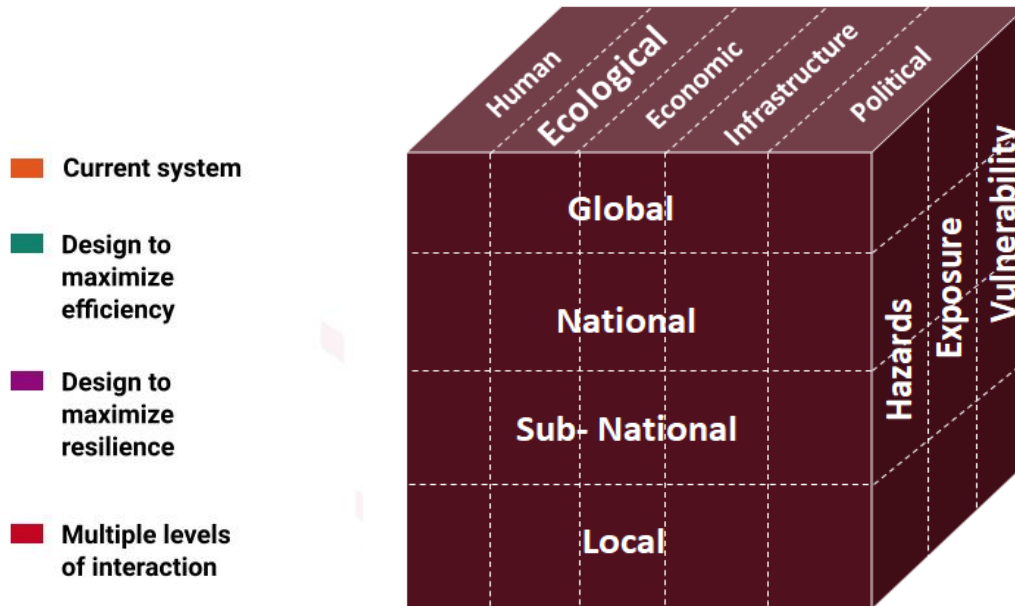 Current system
Design to
maximize
efficiency
Design to
maximize
resilience
Multiple levels
of interaction
Human
Ecological
Economic
Infrastructure
Political
Global
National
Sub- National
Local
Hazards
Exposure
Vulnerability